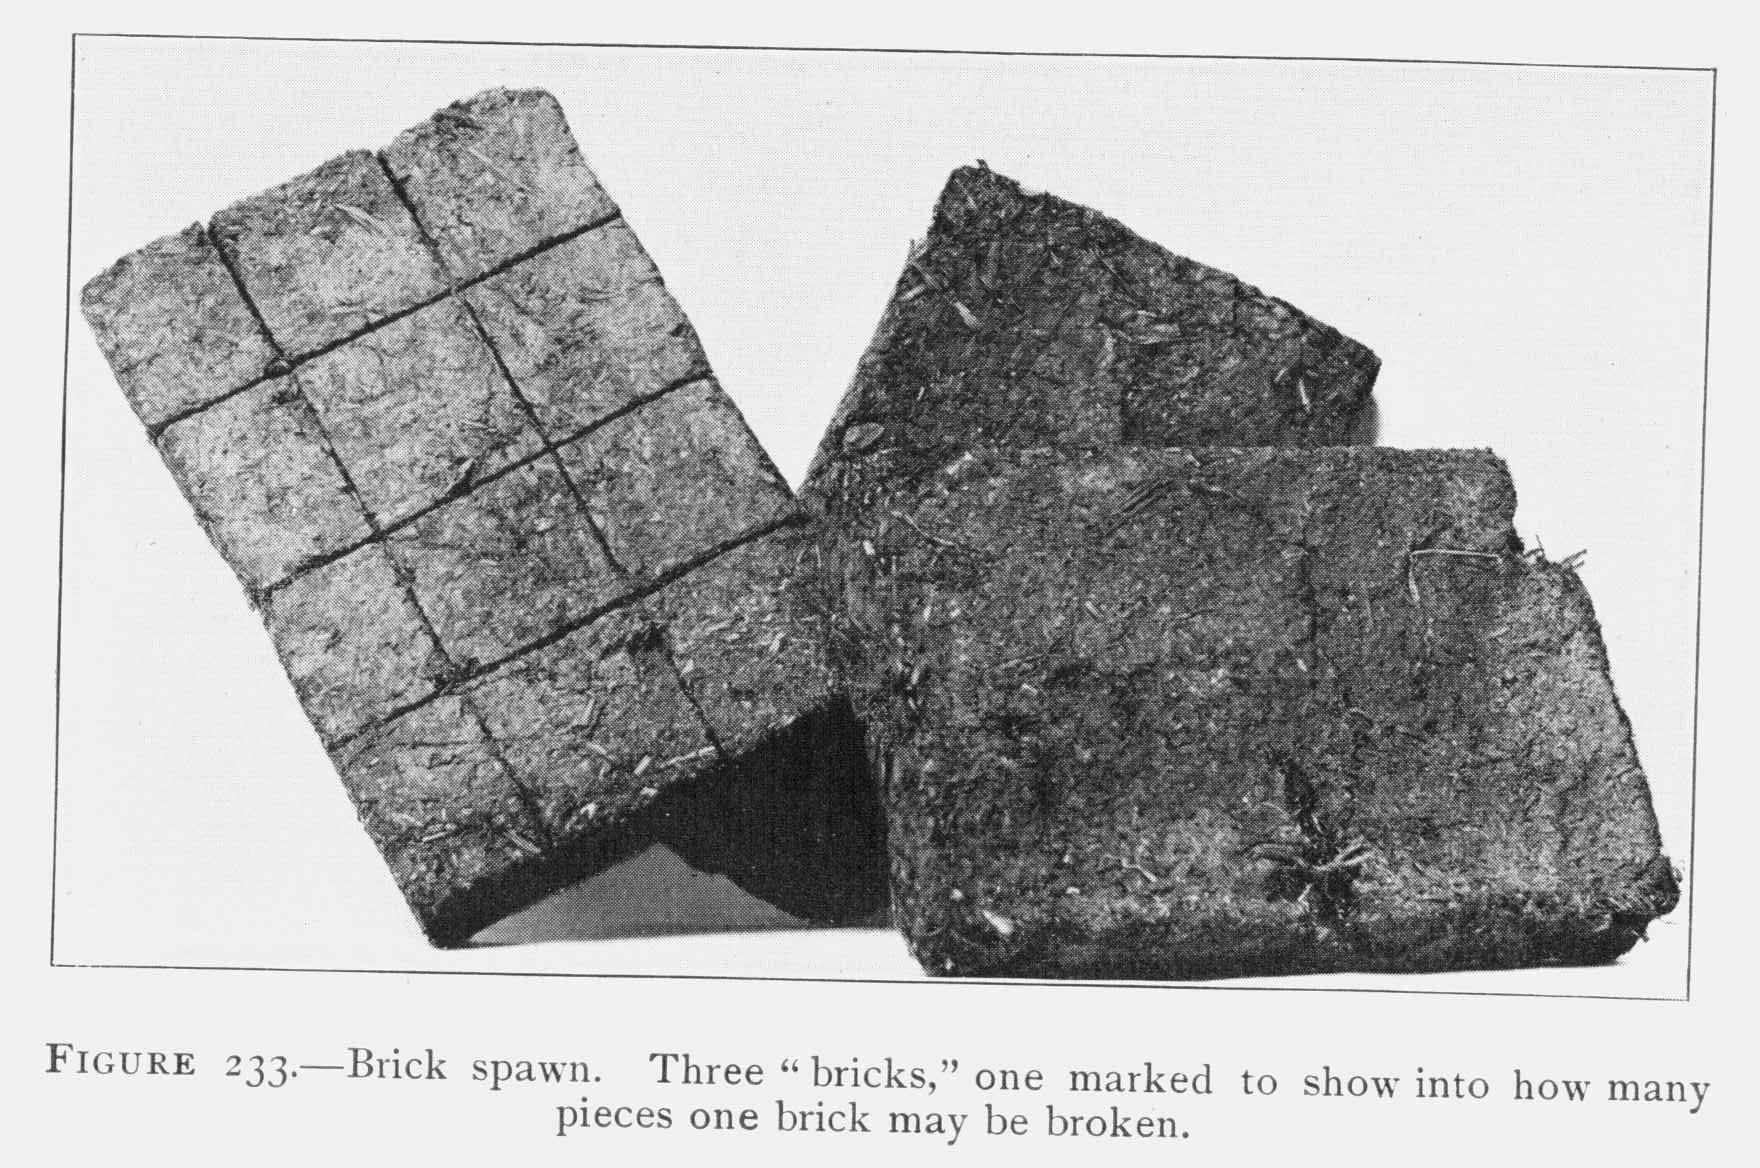 FIGURE 233.—Brick spawn. Three “ bricks,” one marked to show into how many
pieces one brick may be broken.